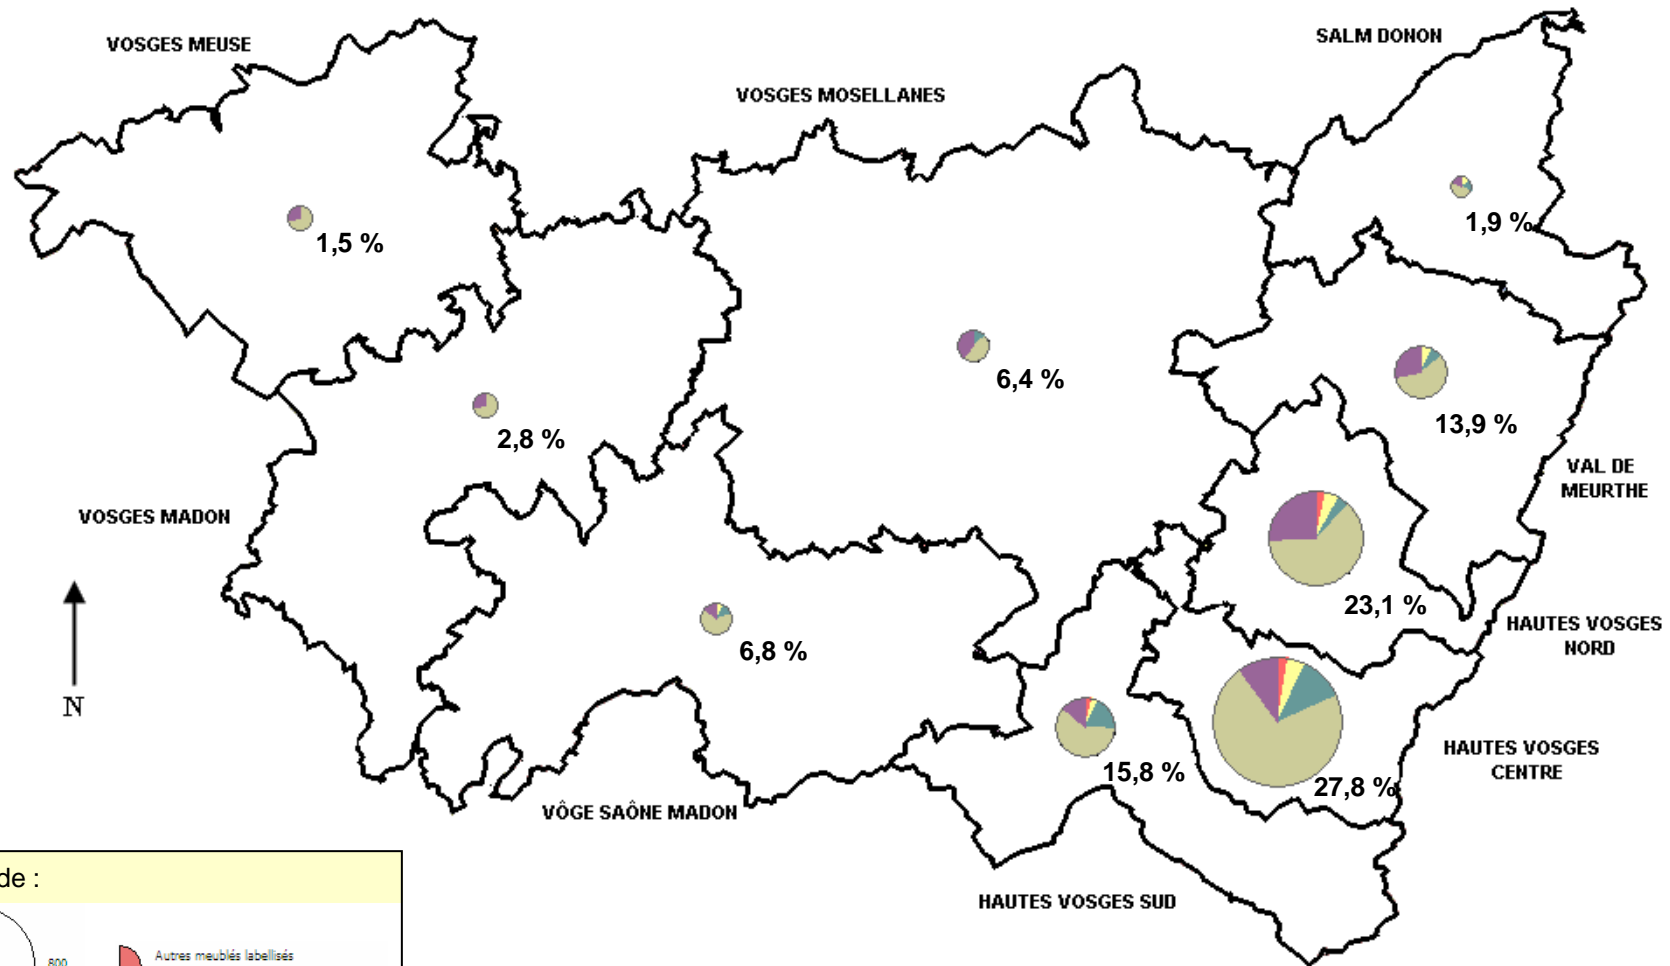 VOSGES MEUSE
SALM DONON
VOSGES MOSELLANES
1,5 %
1,9 %
6,4 %
13,9 %
2,8 %
VAL DE
MEURTHE
VOSGES MADON
23,1 %
HAUTES VOSGES
NORD
6,8 %
N
HAUTES VOSGES
CENTRE
15,8 %
27,8 %
VÔGE SAÔNE MADON
HAUTES VOSGES SUD
de :
800
Autres meublés labellisés